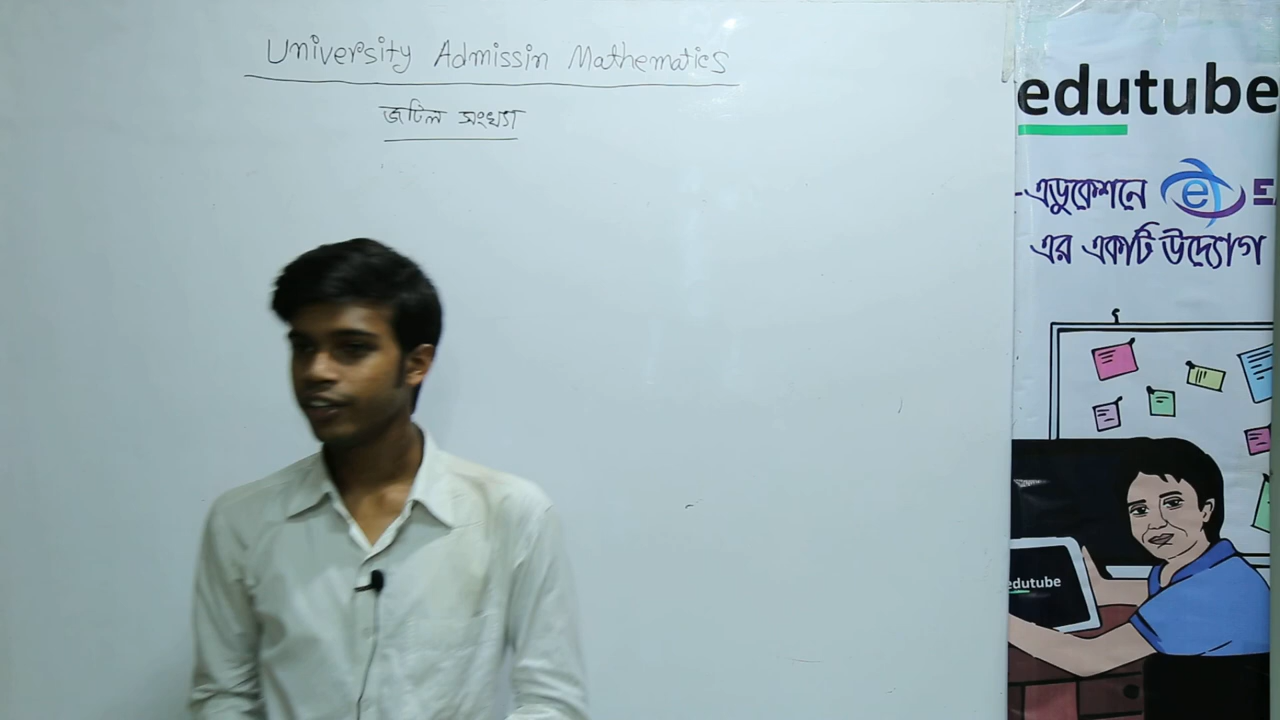 University Admissin Mathematics
জটিল সংখ্যা
edutube
-এডুকেশনে
এর একটি উদ্যোগ
edutube